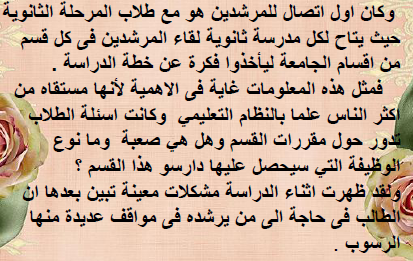 وكان اول اتصال للمرشدين هو مع طلاب المرحلة الثانوية
حيث يتاح لكل مدرسة ثانوية لقاء المرشدين فى كل قسم
من اقسام الجامعة ليأخذوا فكرة عن خطة الدراسة .
فمثل هذه المعلومات غاية فى الاهمية لأنها مستقاه من
اكثر الناس علما بالنظام التعليمي وكانت اسئلة الطلاب
تدور حول مقررات القسم وهل هي صعبة وما نوع
الوظيفة التي سيحصل عليها دارسو هذا القسم ؟
ولقد ظهرت اثناء الدراسة مشكلات معينة تبين بعدها ان
الطالب فى حاجة الى من يرشده فى مواقف عديدة منها
الرسوب .